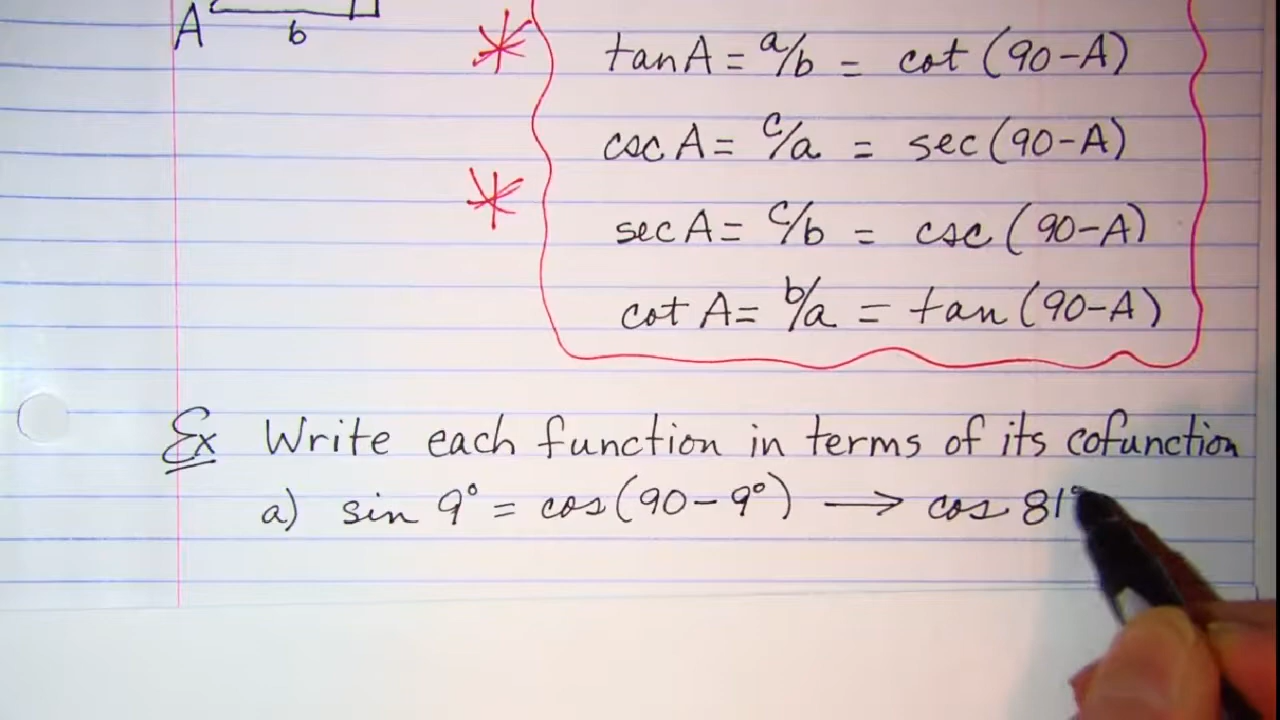 A b
tan A = a/b = cot (90-A)
csc A = c/a = sec (90-A)
sec A = c/b = csc (90-A)
cot A = b/a = tan (90-A)
Ex Write each function in terms of its cofunction
a) sin 9° = cos (90-9°) → cos 81°